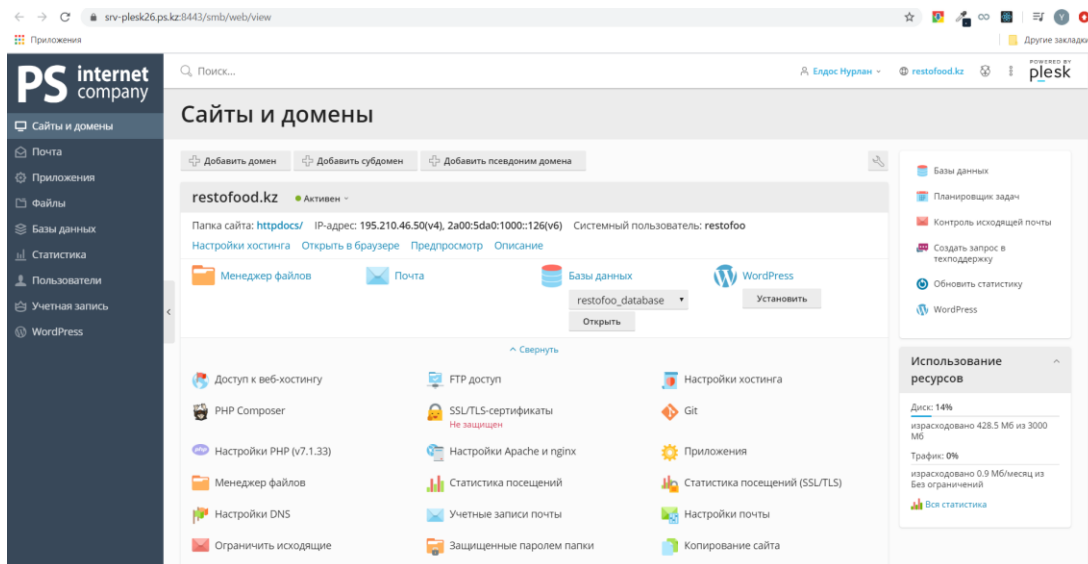 srv-plesk26.ps.kz:8443/smb/web/view
Приложения
Другие закладки
PS internet company
Поиск...
Елдос Нурлан
restofood.kz
POWERED BY
plesk
Сайты и домены
Почта
Приложения
Файлы
Базы данных
Статистика
Пользователи
Учетная запись
WordPress
Сайты и домены
Добавить домен
Добавить субдомен
Добавить псевдоним домена
restofood.kz
Активен
Папка сайта: httpdocs/ IP-адрес: 195.210.46.50(v4), 2a00:5da0:1000::126(v6) Системный пользователь: restofoo
Настройки хостинга Открыть в браузере Предпросмотр Описание
Менеджер файлов
Почта
Базы данных
WordPress
restofoo_database
Установить
Открыть
Свернуть
Доступ к веб-хостингу
FTP доступ
Настройки хостинга
PHP Composer
SSL/TLS-сертификаты
Не защищен
Git
Настройки PHP (v7.1.33)
Настройки Apache и nginx
Приложения
Менеджер файлов
Статистика посещений
Статистика посещений (SSL/TLS)
Настройки DNS
Учетные записи почты
Настройки почты
Ограничить исходящие
Защищенные паролем папки
Копирование сайта
Базы данных
Планировщик задач
Контроль исходящей почты
Создать запрос в
техподдержку
Обновить статистику
WordPress
Использование
ресурсов
Диск: 14%
израсходовано 428.5 Мб из 3000
Мб
Трафик: 0%
израсходовано 0.9 Мб/месяц из
Без ограничений
Вся статистика